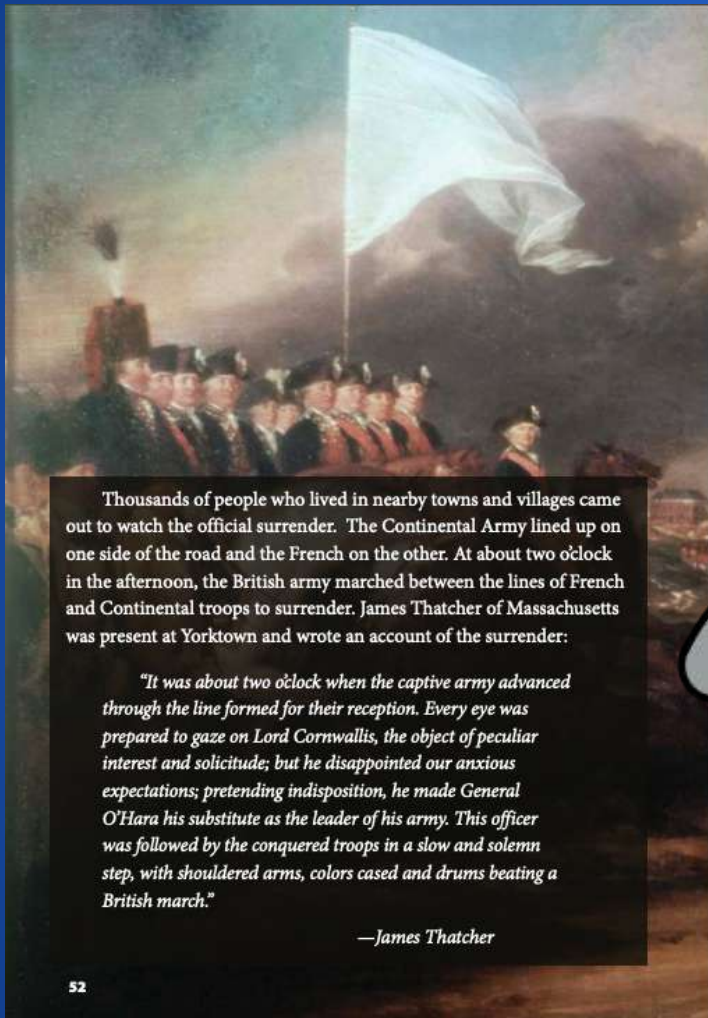 Thousands of people who lived in nearby towns and villages came
out to watch the official surrender. The Continental Army lined up on
one side of the road and the French on the other. At about two o'clock
in the afternoon, the British army marched between the lines of French
and Continental troops to surrender. James Thatcher of Massachusetts
was present at Yorktown and wrote an account of the surrender:
"It was about two o'clock when the captive army advanced
through the line formed for their reception. Every eye was
prepared to gaze on Lord Cornwallis, the object of peculiar
interest and solicitude; but he disappointed our anxious
expectations; pretending indisposition, he made General
O'Hara his substitute as the leader of his army. This officer
was followed by the conquered troops in a slow and solemn
step, with shouldered arms, colors cased and drums beating a
British march."
—James Thatcher
52